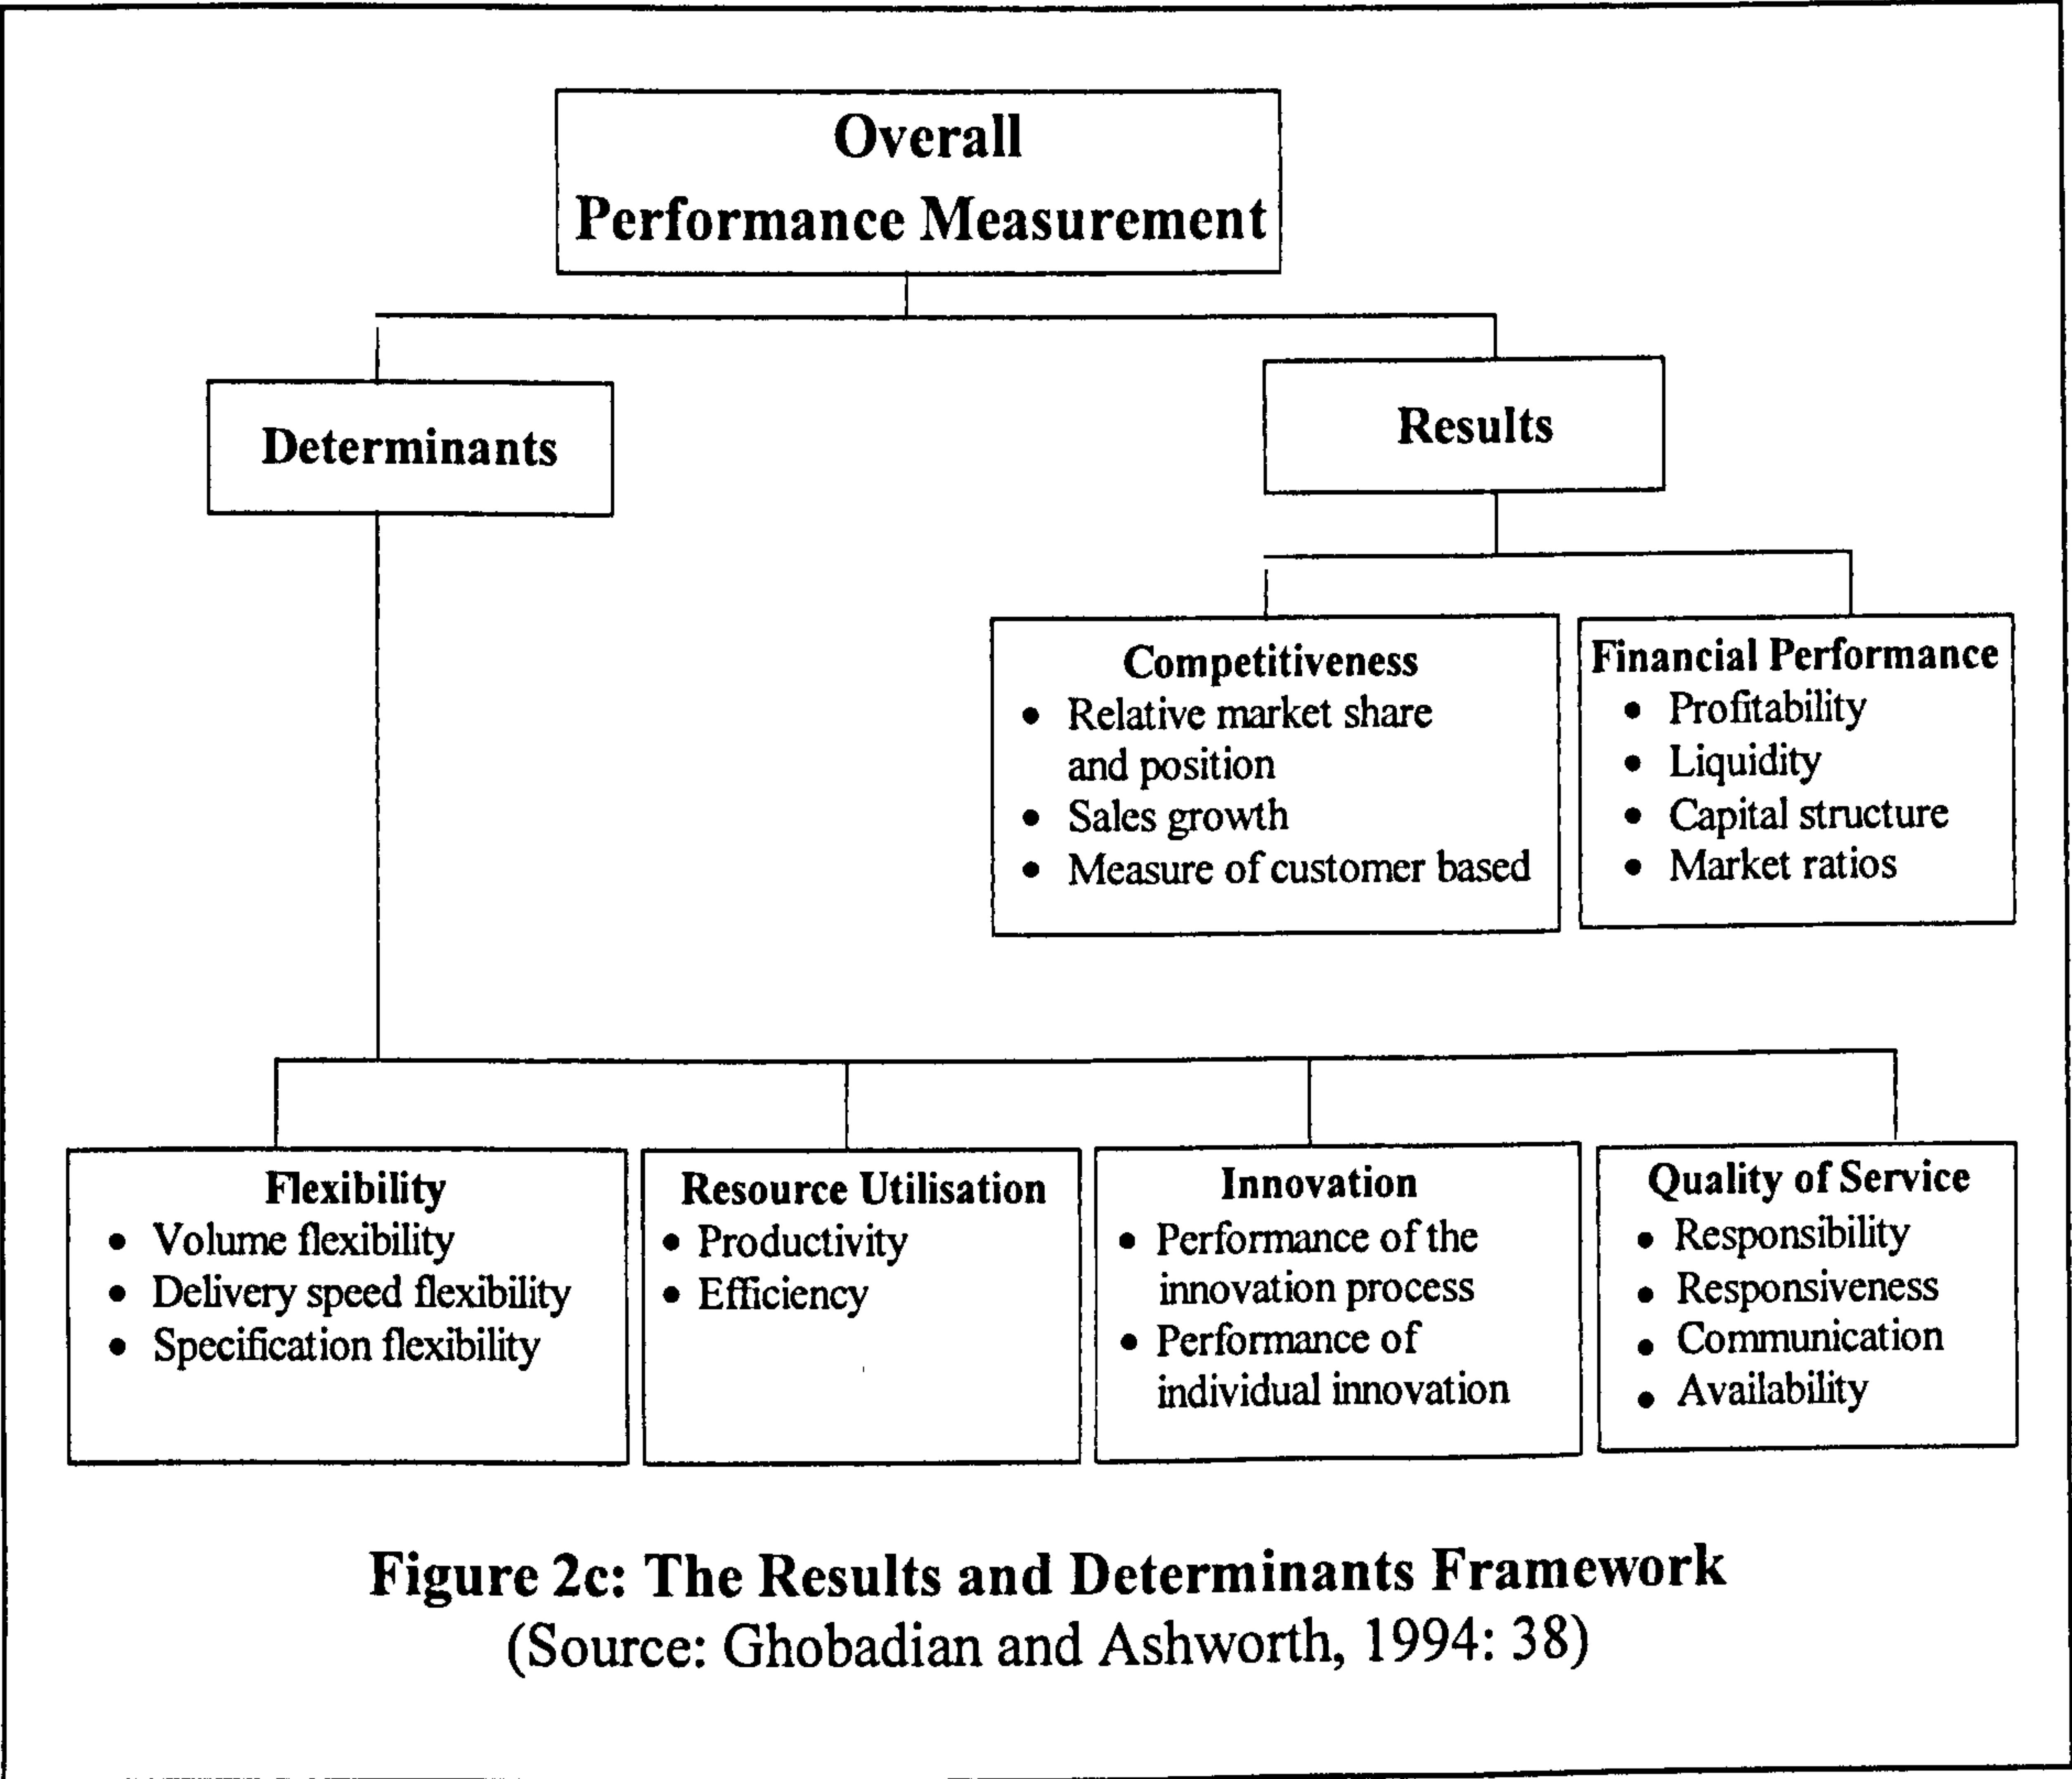 Overall
Performance Measurement
Determinants
Results
Competitiveness
• Relative market share
and position
• Sales growth
• Measure of customer based
Financial Performance
• Profitability
• Liquidity
• Capital structure
• Market ratios
Flexibility
• Volume flexibility
• Delivery speed flexibility
• Specification flexibility
Resource Utilisation
• Productivity
• Efficiency
Innovation
• Performance of the
innovation process
• Performance of
individual innovation
Quality of Service
• Responsibility
• Responsiveness
• Communication
• Availability
Figure 2c: The Results and Determinants Framework
(Source: Ghobadian and Ashworth, 1994: 38)